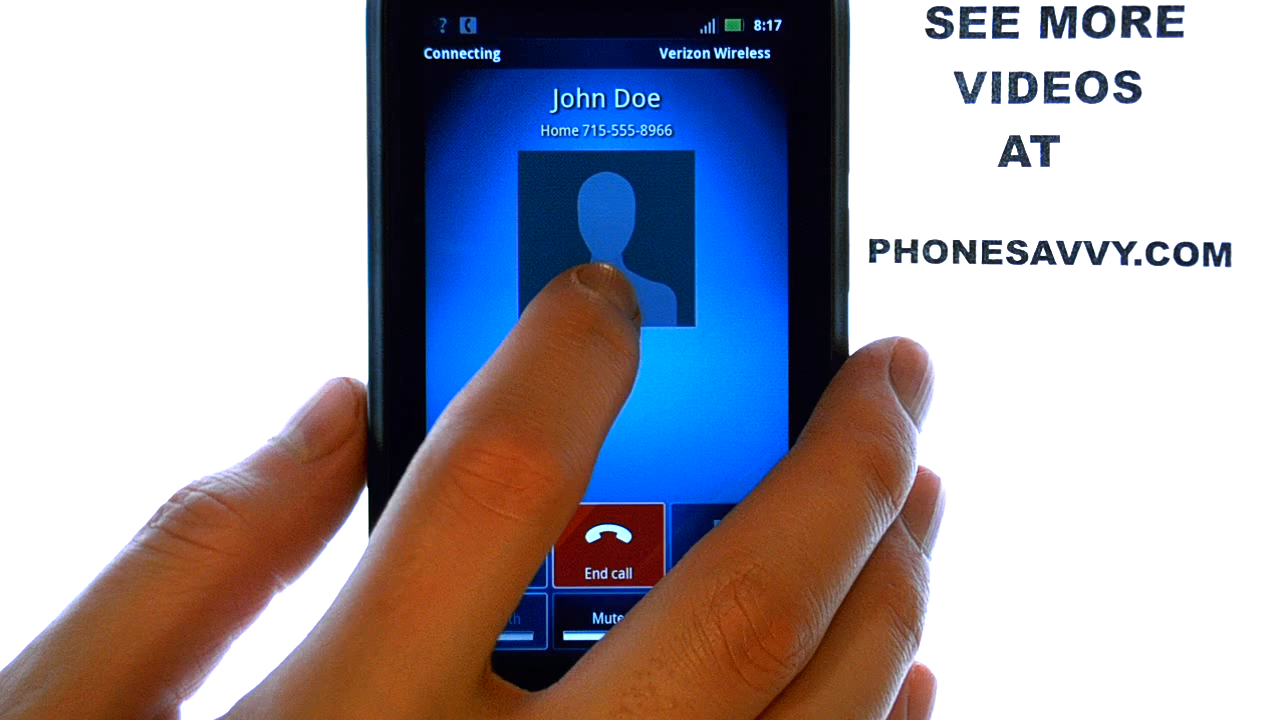 8:17
Connecting Verizon Wireless
John Doe
Home 715-555-8966
End call
Mute
SEE MORE
VIDEOS
AT
PHONESAVVY.COM